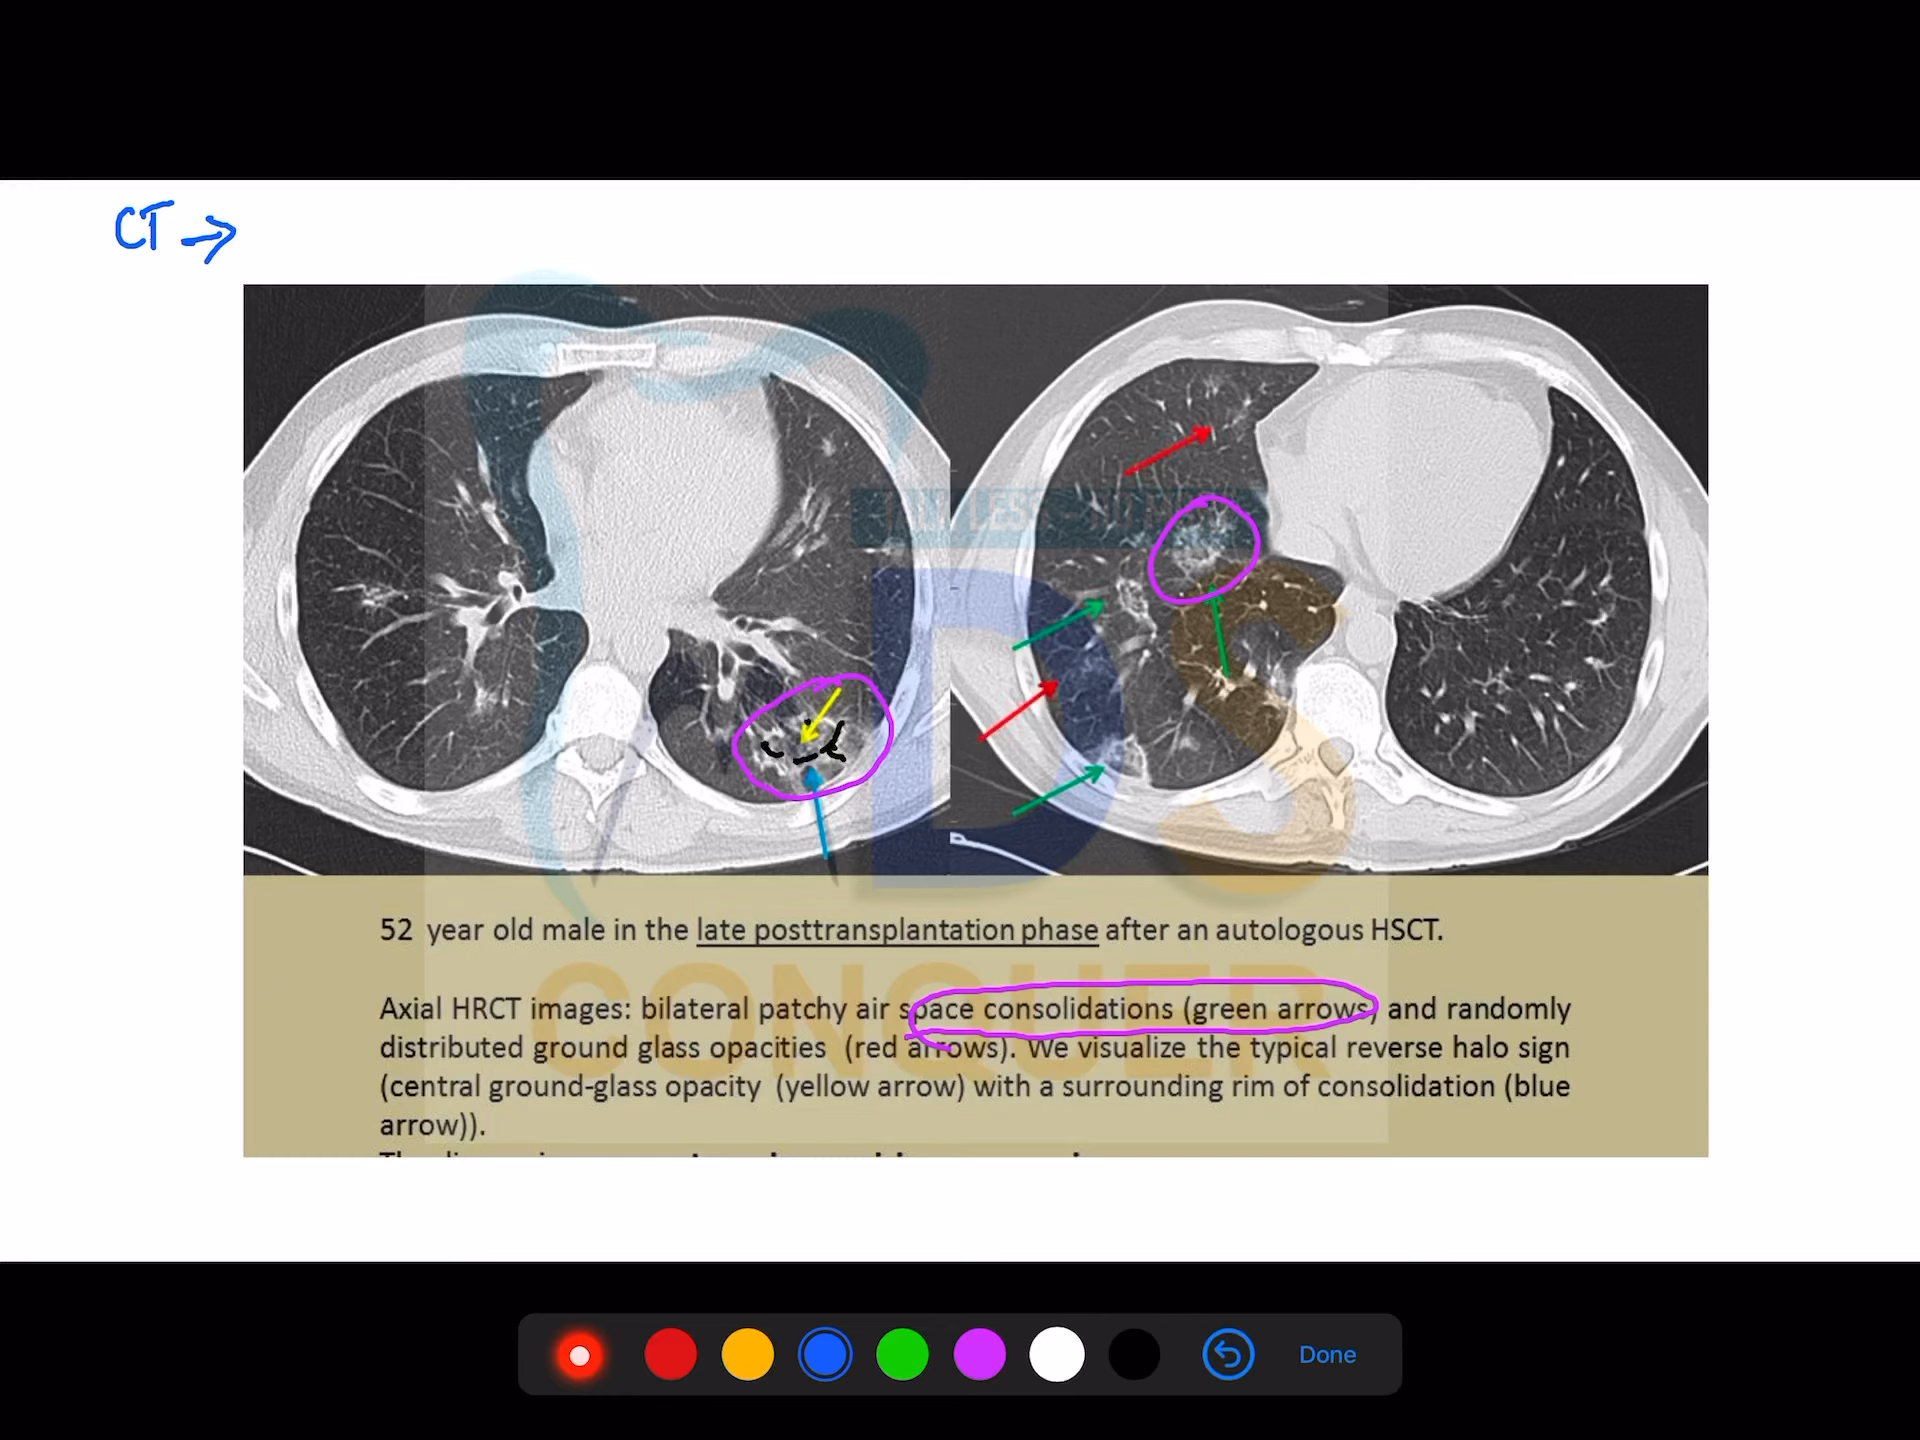 CT →
52 year old male in the late posttransplantation phase after an autologous HSCT.
Axial HRCT images: bilateral patchy air space consolidations (green arrows) and randomly
distributed ground glass opacities (red arrows). We visualize the typical reverse halo sign
(central ground-glass opacity (yellow arrow) with a surrounding rim of consolidation (blue
arrow)).
DS
CONQUER
Done